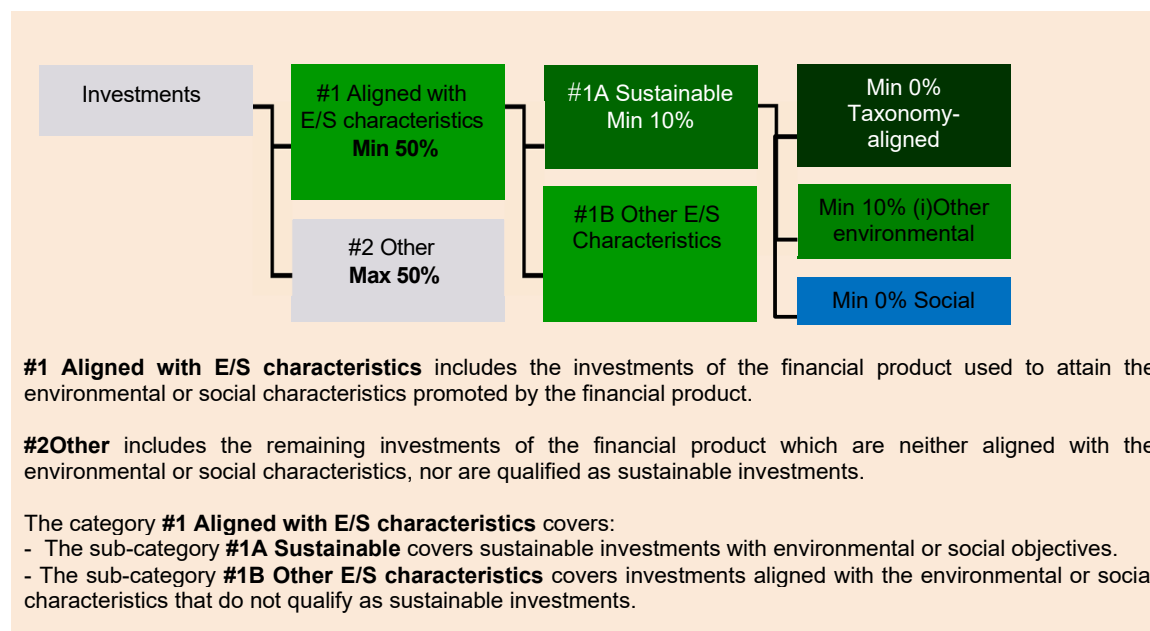 Investments
#1 Aligned with
E/S characteristics
Min 50%
#2 Other
Max 50%
#1A Sustainable
Min 10%
#1B Other E/S
Characteristics
Min 0%
Taxonomy-
aligned
Min 10% (i)Other
environmental
Min 0% Social
#1 Aligned with E/S characteristics includes the investments of the financial product used to attain the
environmental or social characteristics promoted by the financial product.
#2Other includes the remaining investments of the financial product which are neither aligned with the
environmental or social characteristics, nor are qualified as sustainable investments.
The category #1 Aligned with E/S characteristics covers:
- The sub-category #1A Sustainable covers sustainable investments with environmental or social objectives.
- The sub-category #1B Other E/S characteristics covers investments aligned with the environmental or social
characteristics that do not qualify as sustainable investments.